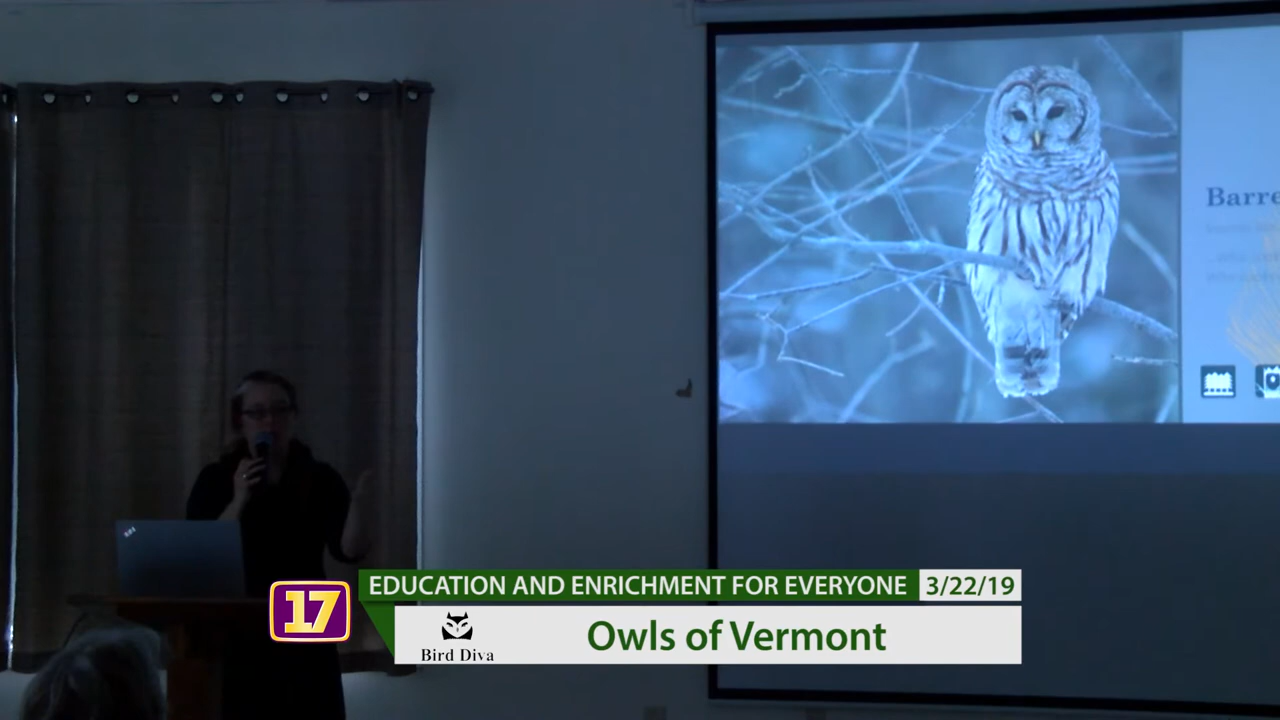 Barre
EDUCATION AND ENRICHMENT FOR EVERYONE 3/22/19
17
Bird Diva
Owls of Vermont